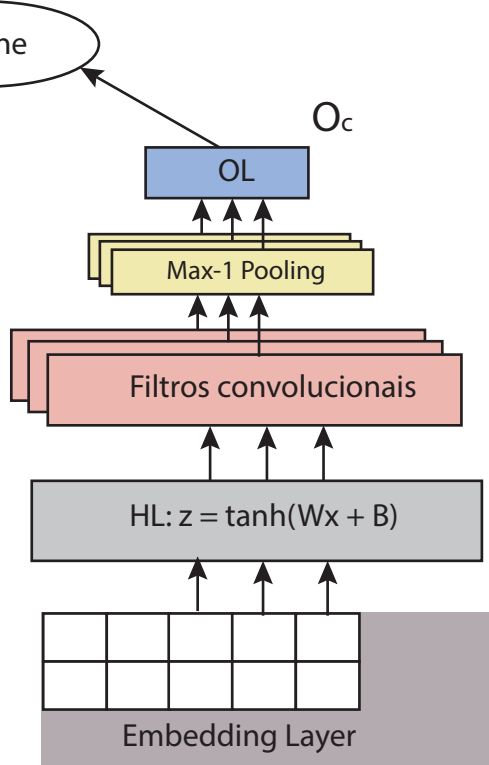 ne
Oc
OL
Max-1 Pooling
Filtros convolucionais
HL: z = tanh(Wx + B)
Embedding Layer